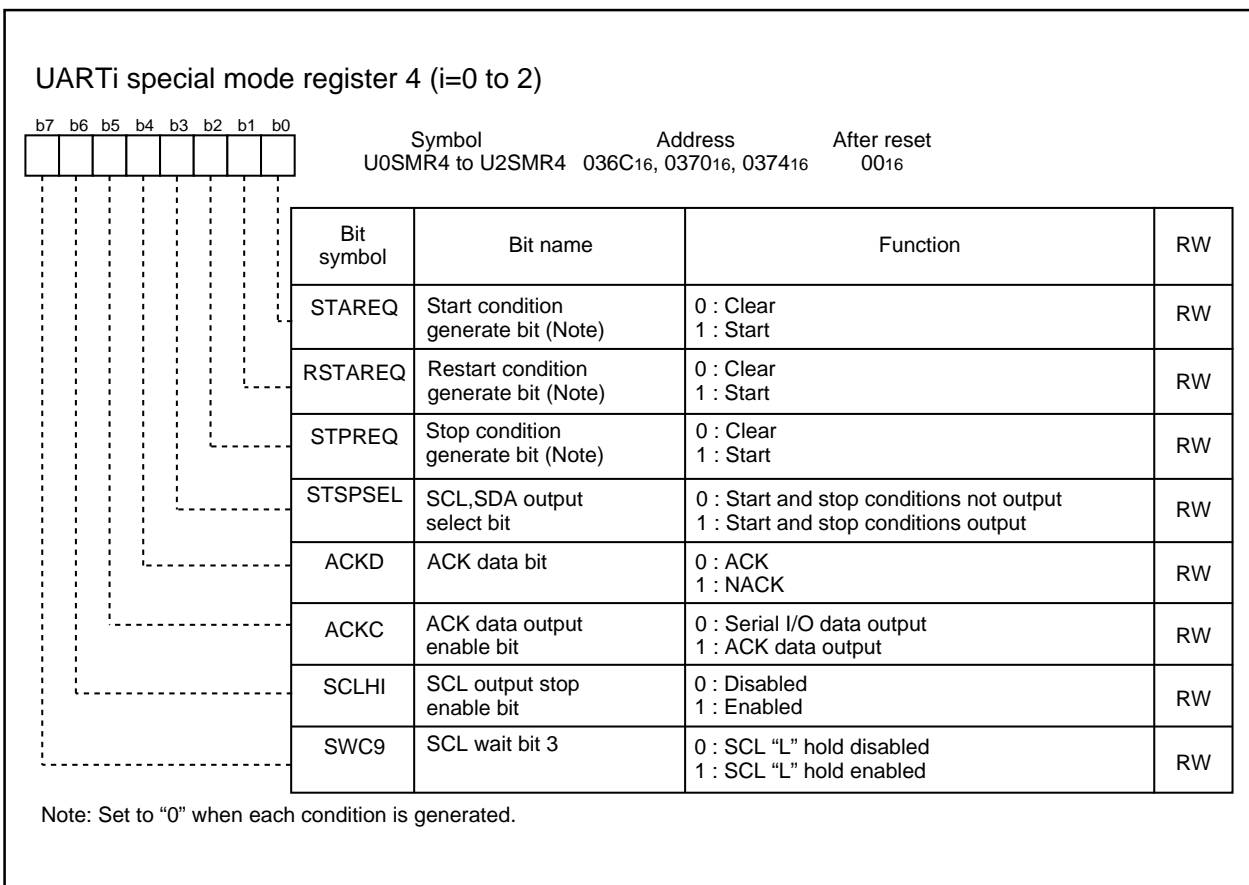 UARTi special mode register 4 (i=0 to 2)
b7 b6 b5 b4 b3 b2 b1 b0
Symbol Address After reset
U0SMR4 to U2SMR4 036C16, 037016, 037416 0016
Bit symbol Bit name Function RW
STAREQ Start condition 0 : Clear RW
generate bit (Note) 1 : Start
RSTAREQ Restart condition 0 : Clear RW
generate bit (Note) 1 : Start
STPREQ Stop condition 0 : Clear RW
generate bit (Note) 1 : Start
STSPSEL SCL,SDA output 0 : Start and stop conditions not output RW
select bit 1 : Start and stop conditions output
ACKD ACK data bit 0 : ACK RW
1 : NACK
ACKC ACK data output 0 : Serial I/O data output RW
enable bit 1 : ACK data output
SCLHI SCL output stop 0 : Disabled RW
enable bit 1 : Enabled
SWC9 SCL wait bit 3 0 : SCL “L” hold disabled RW
1 : SCL “L” hold enabled
Note: Set to “0” when each condition is generated.